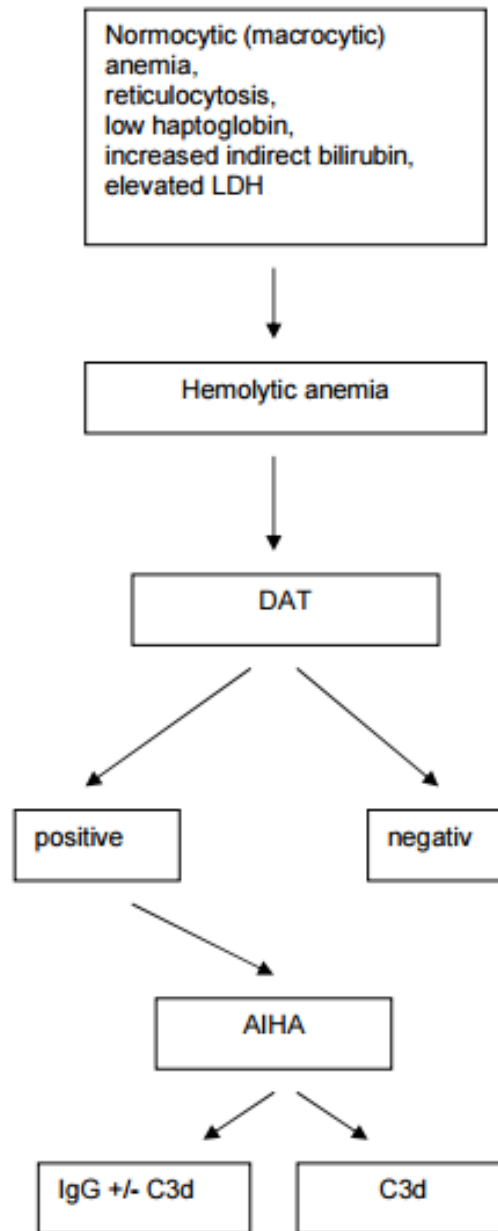 Normocytic (macrocytic)
anemia,
reticulocytosis,
low haptoglobin,
increased indirect bilirubin,
elevated LDH
Hemolytic anemia
DAT
positive
negativ
AIHA
IgG +/- C3d
C3d